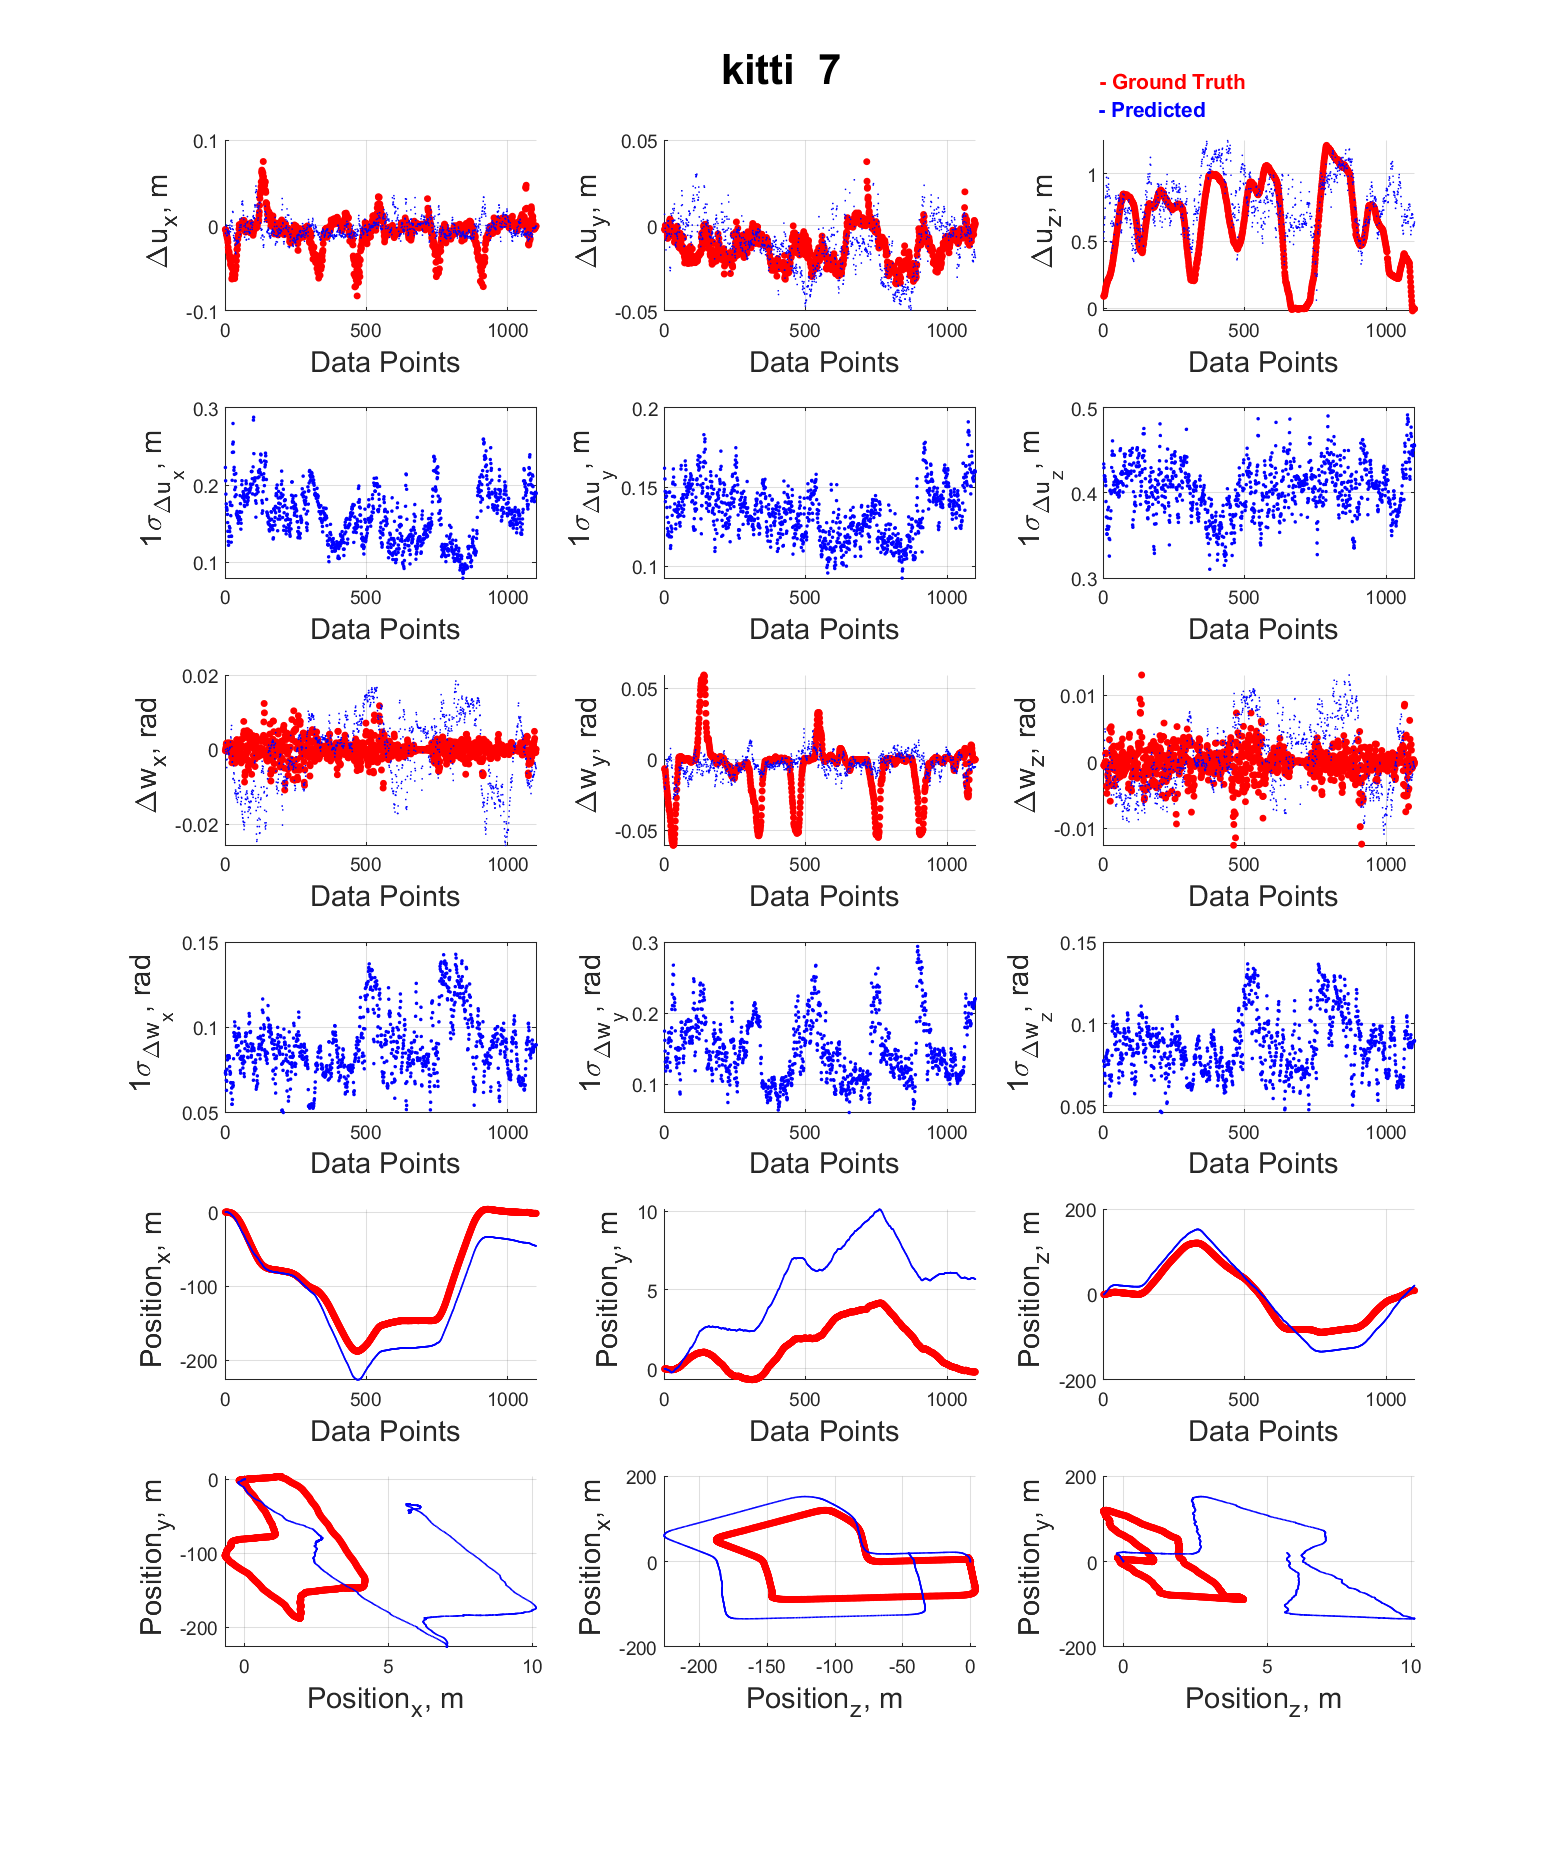 kitti 7
- Ground Truth
- Predicted
0.1
0
-0.1
Δu_x, m
0 500 1000
Data Points
0.05
0
-0.05
Δu_y, m
0 500 1000
Data Points
1
0.5
0
Δu_z, m
0 500 1000
Data Points
0.3
0.2
0.1
1σ_Δu_x, m
0 500 1000
Data Points
0.2
0.15
0.1
1σ_Δu_y, m
0 500 1000
Data Points
0.5
0.4
0.3
1σ_Δu_z, m
0 500 1000
Data Points
0.02
0
-0.02
Δw_x, rad
0 500 1000
Data Points
0.05
0
-0.05
Δw_y, rad
0 500 1000
Data Points
0.01
0
-0.01
Δw_z, rad
0 500 1000
Data Points
0.15
0.1
0.05
1σ_Δw_x, rad
0 500 1000
Data Points
0.3
0.2
0.1
1σ_Δw_y, rad
0 500 1000
Data Points
0.15
0.1
0.05
1σ_Δw_z, rad
0 500 1000
Data Points
0
-100
-200
Position_x, m
0 500 1000
Data Points
10
5
0
Position_y, m
0 500 1000
Data Points
200
0
-200
Position_z, m
0 500 1000
Data Points
0
-100
-200
Position_y, m
0 5 10
Position_x, m
200
0
-200
Position_x, m
-200 -150 -100 -50 0
Position_z, m
200
0
-200
Position_y, m
0 5 10
Position_z, m